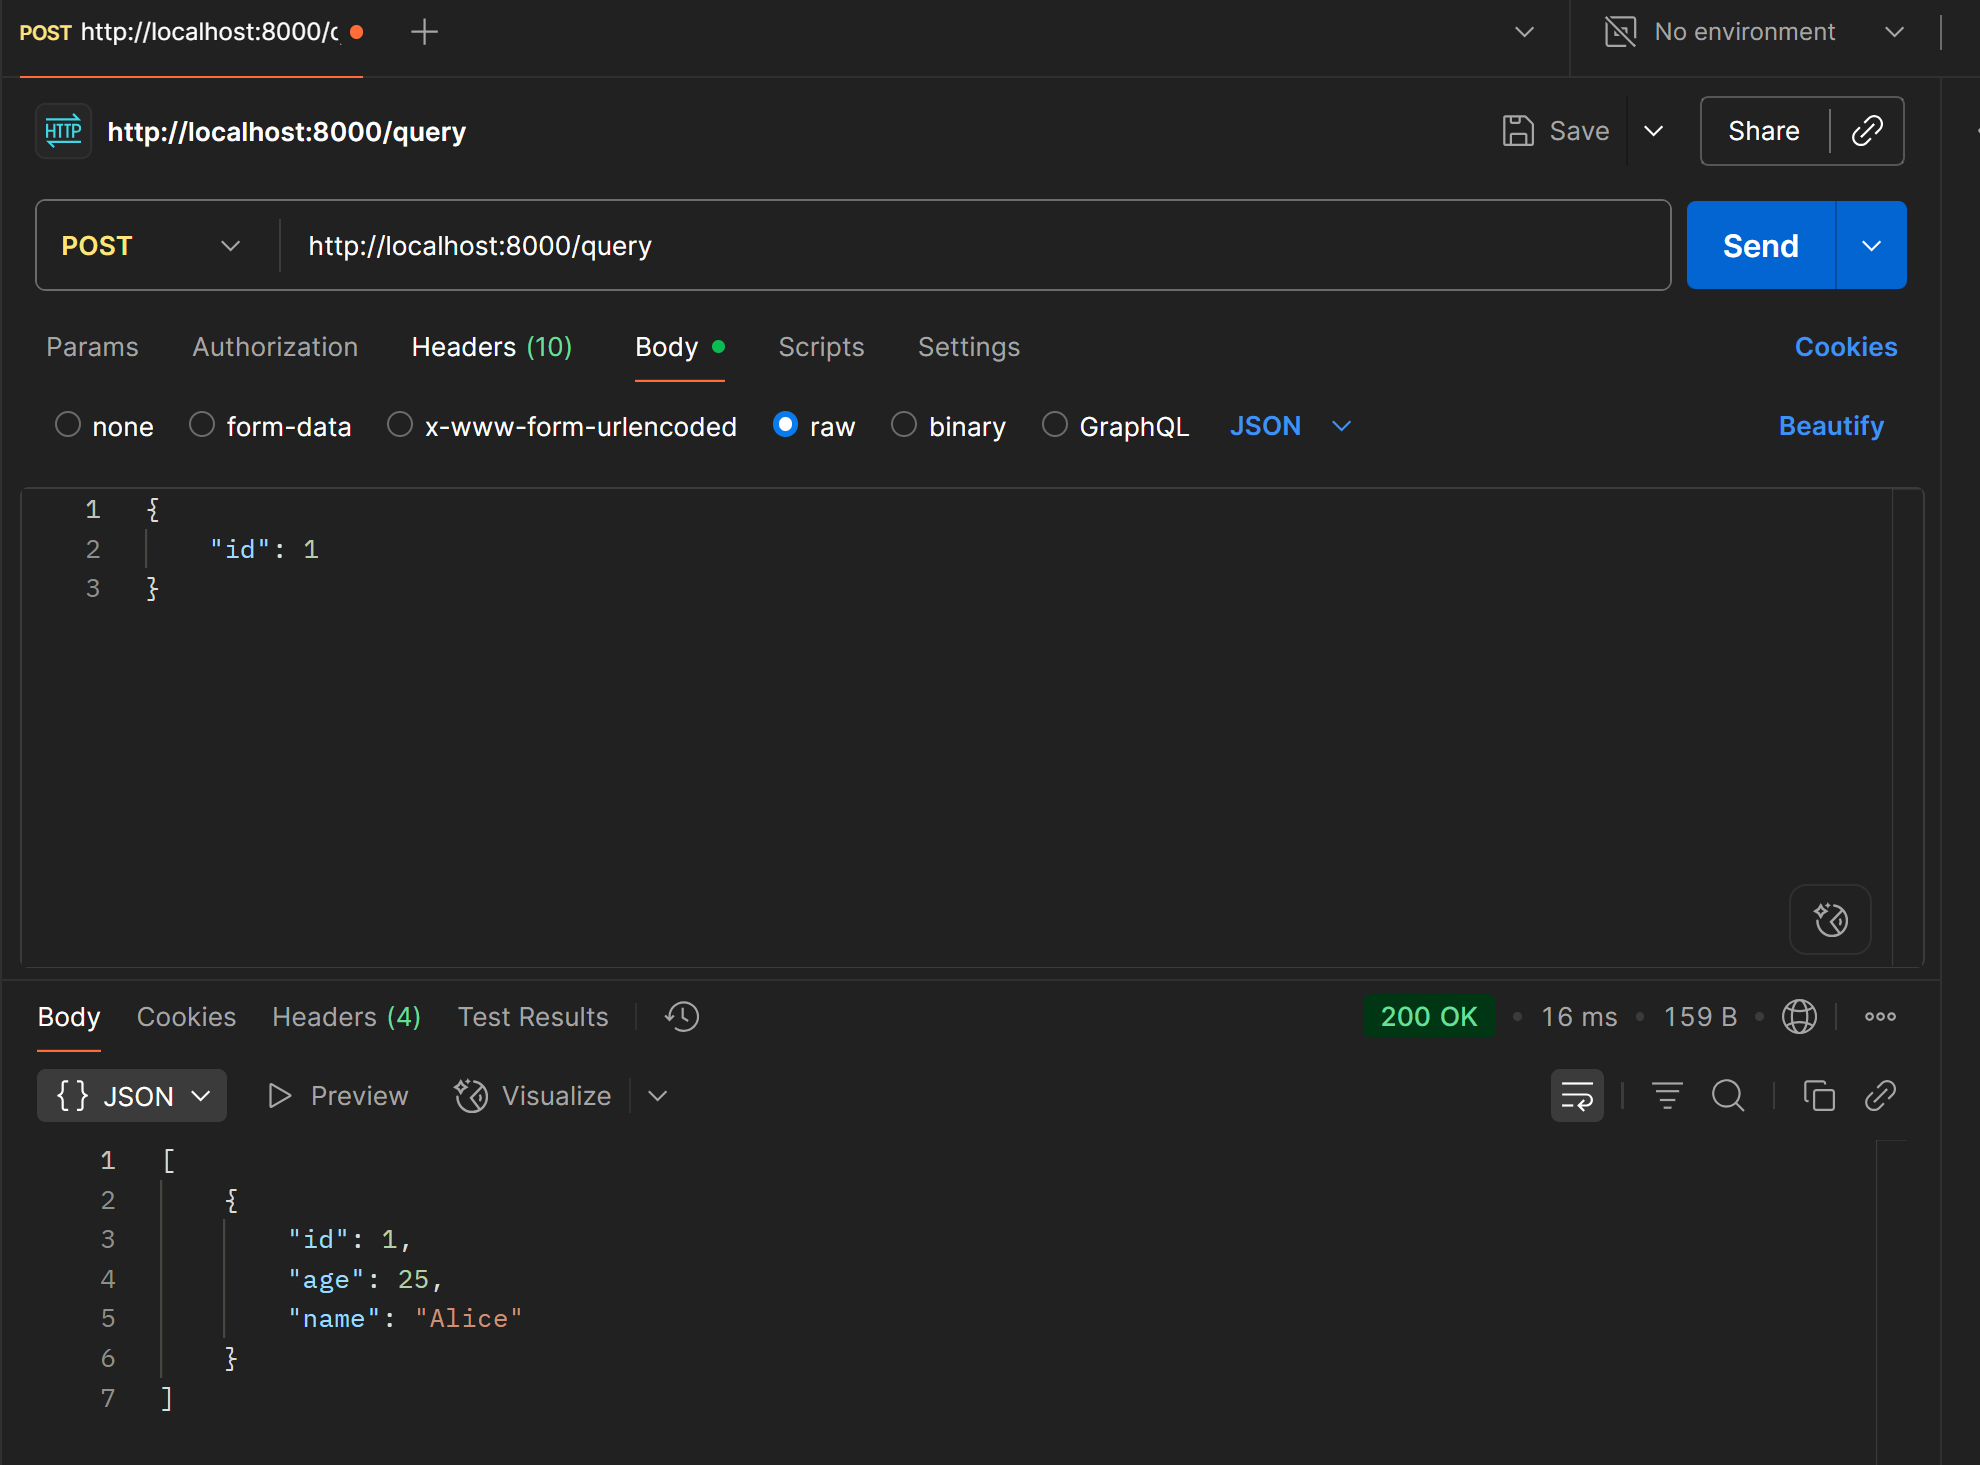 POST http://localhost:8000/q
No environment
HTTP http://localhost:8000/query
Save
Share
POST http://localhost:8000/query
Send
Params Authorization Headers (10) Body Scripts Settings Cookies
none form-data x-www-form-urlencoded raw binary GraphQL JSON Beautify
1 {
2 "id": 1
3 }
Body Cookies Headers (4) Test Results 200 OK 16 ms 159 B
{} JSON Preview Visualize
1 [
2 {
3 "id": 1,
4 "age": 25,
5 "name": "Alice"
6 }
7 ]